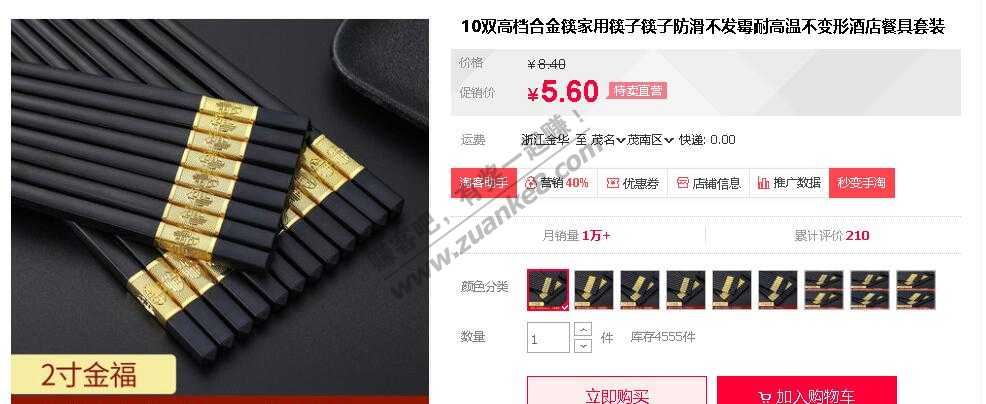 10双高档合金筷家用筷子筷子防滑不发霉耐高温不变形酒店餐具套装
价格 ¥8.40
促销价 ¥5.60 特卖直营
运费 浙江金华 至 茂名 茂南区 快递: 0.00
淘客助手 营销40% 优惠券 店铺信息 推广数据 秒变手淘
月销量 1万+ 累计评价 210
颜色分类
数量 1 件 库存4555件
立即购买 加入购物车
2寸金福
吧,有奖一起赚!
www.zuanke8.com